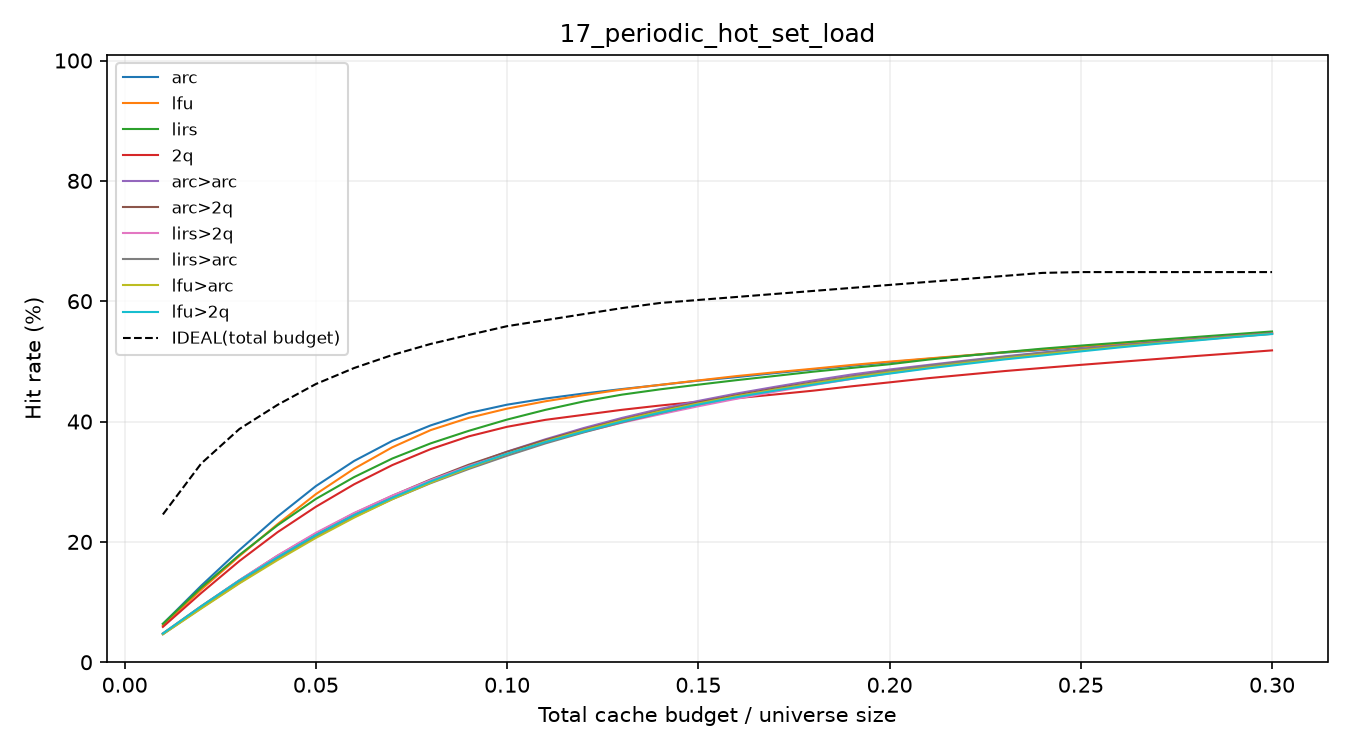 17_periodic_hot_set_load
100
80
60
40
20
0
Hit rate (%)
arc
lfu
lirs
2q
arc>arc
arc>2q
lirs>2q
lirs>arc
lfu>arc
lfu>2q
IDEAL(total budget)
0.00 0.05 0.10 0.15 0.20 0.25 0.30
Total cache budget / universe size